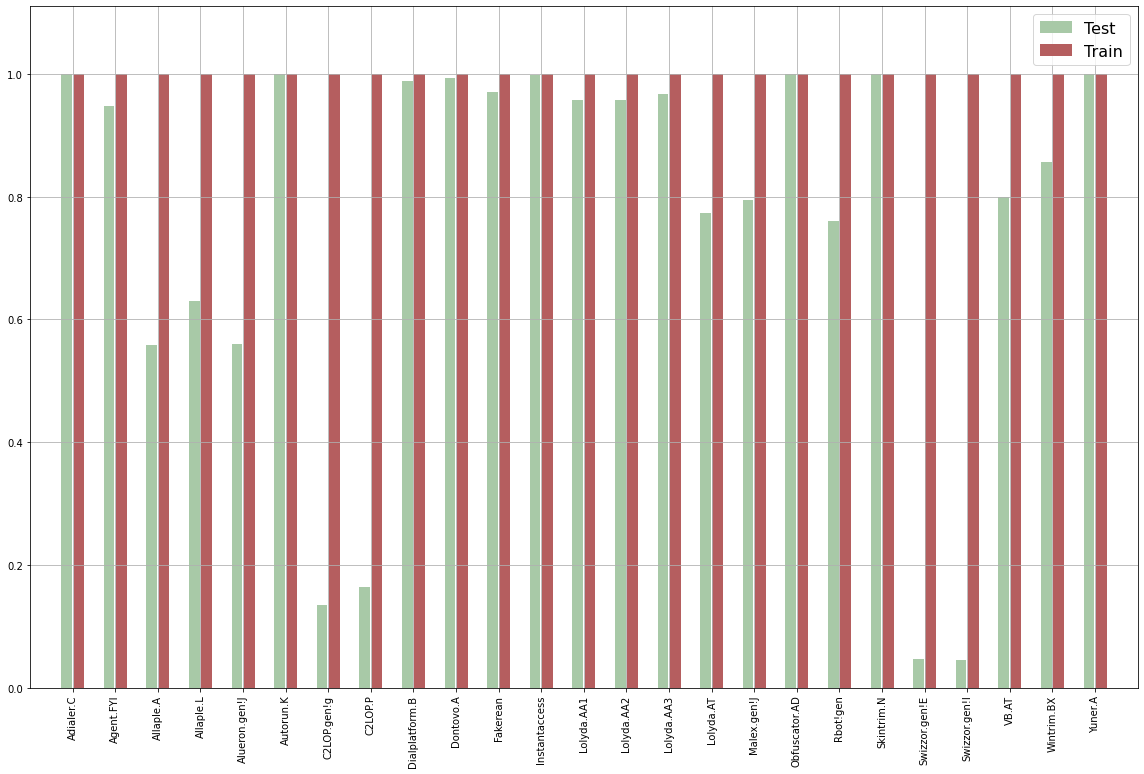 Test
Train
1.0
0.8
0.6
0.4
0.2
0.0
Adialer.C
Agent.FYI
Allaple.A
Allaple.L
Alueron.gen!J
Autorun.K
C2LOP.gen!g
C2LOP.P
Dialplatform.B
Dontovo.A
Fakerean
Instantaccess
Lolyda.AA1
Lolyda.AA2
Lolyda.AA3
Lolyda.AT
Malex.gen!J
Obfuscator.AD
Rbot!gen
Skintrim.N
Swizzor.gen!E
Swizzor.gen!I
VB.AT
Wintrim.BX
Yuner.A